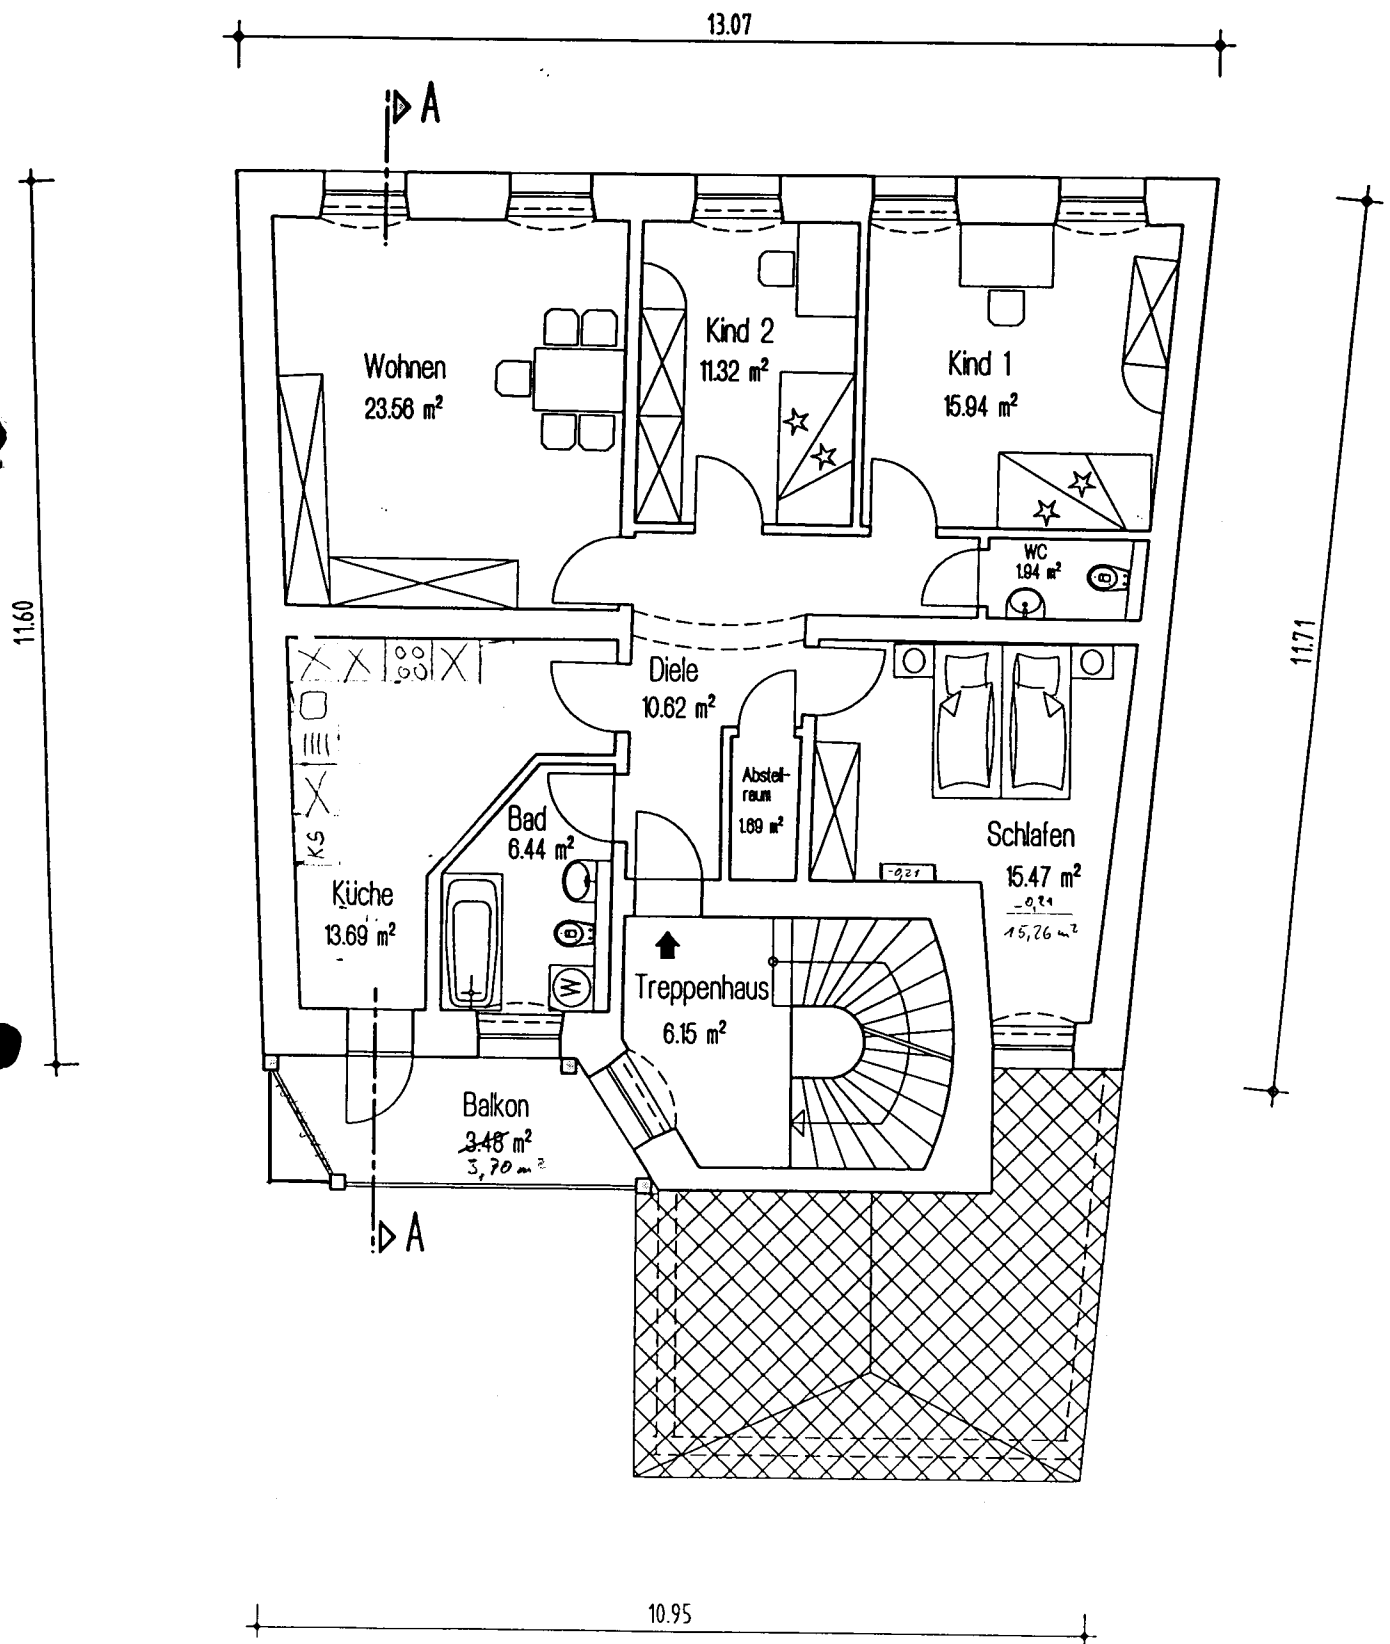 13.07
A
11.60
11.71
Wohnen
23.56 m²
Kind 2
11.32 m²
Kind 1
15.94 m²
WC
1.94 m²
Diele
10.62 m²
Abstell-
raum
1.69 m²
Bad
6.44 m²
KS
Küche
13.69 m²
Schlafen
15.47 m²
-0,21
15,26 m²
-0,21
W
Treppenhaus
6.15 m²
Balkon
3.48 m²
3,70 m²
A
10.95